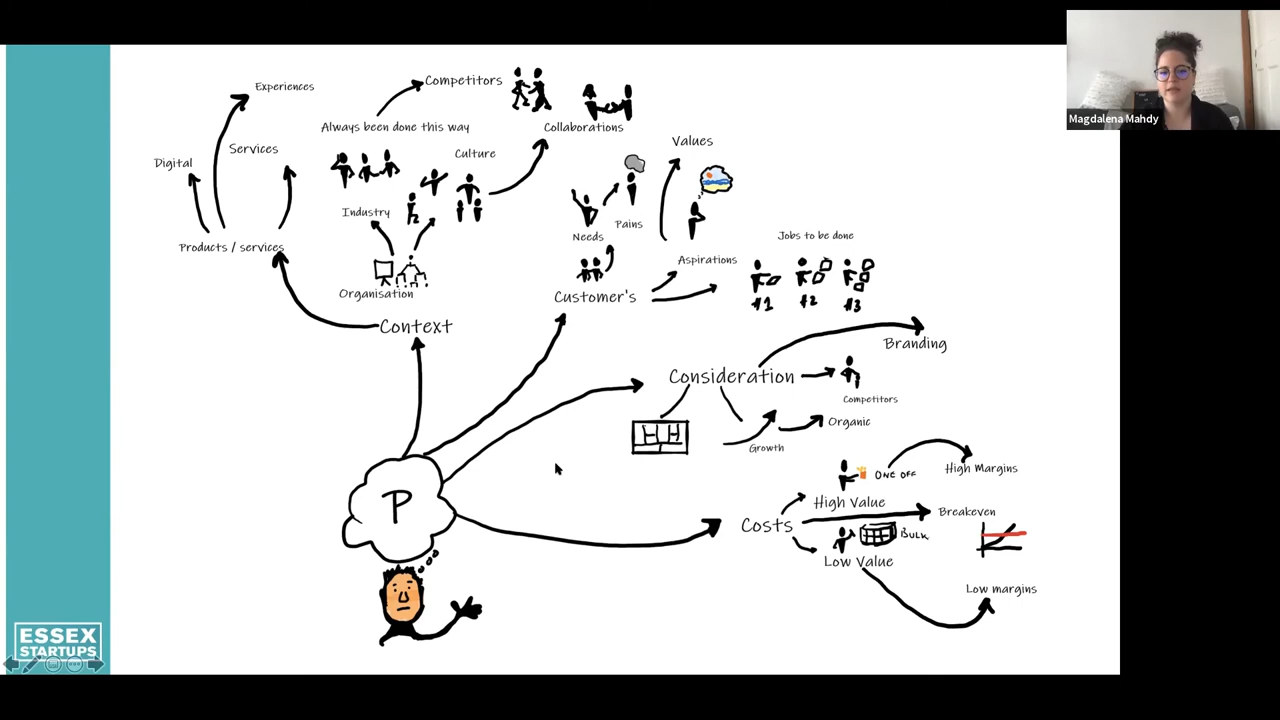 Magdalena Mahdy
Experiences
Competitors
Always been done this way
Collaborations
Services
Digital
Culture
Values
Industry
Pains
Needs
Products / services
Jobs to be done
Aspirations
Organisation
Customer's
#1 #2 #3
Context
Branding
Consideration
Competitors
Organic
Growth
High Margins
ONE OFF
P
High Value
Breakeven
Costs
BULK
Low Value
Low margins
ESSEX
STARTUPS